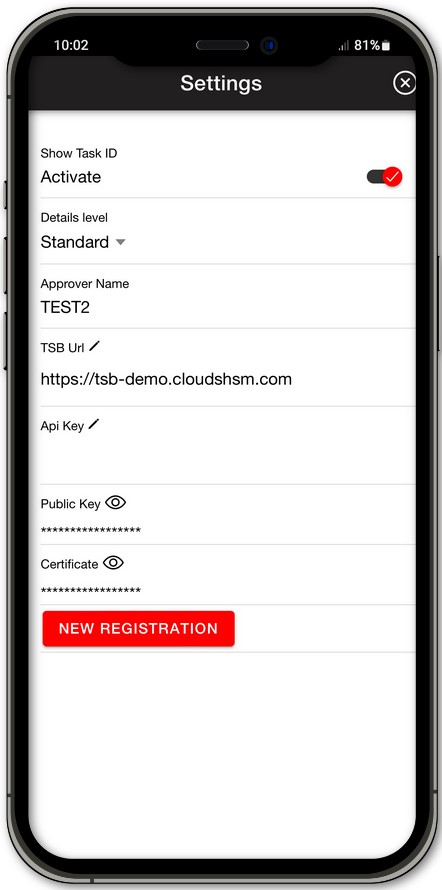 10:02
81%
Settings
Show Task ID
Activate
Details level
Standard
Approver Name
TEST2
TSB Url
https://tsb-demo.cloudshsm.com
Api Key
Public Key
*****************
Certificate
*****************
NEW REGISTRATION